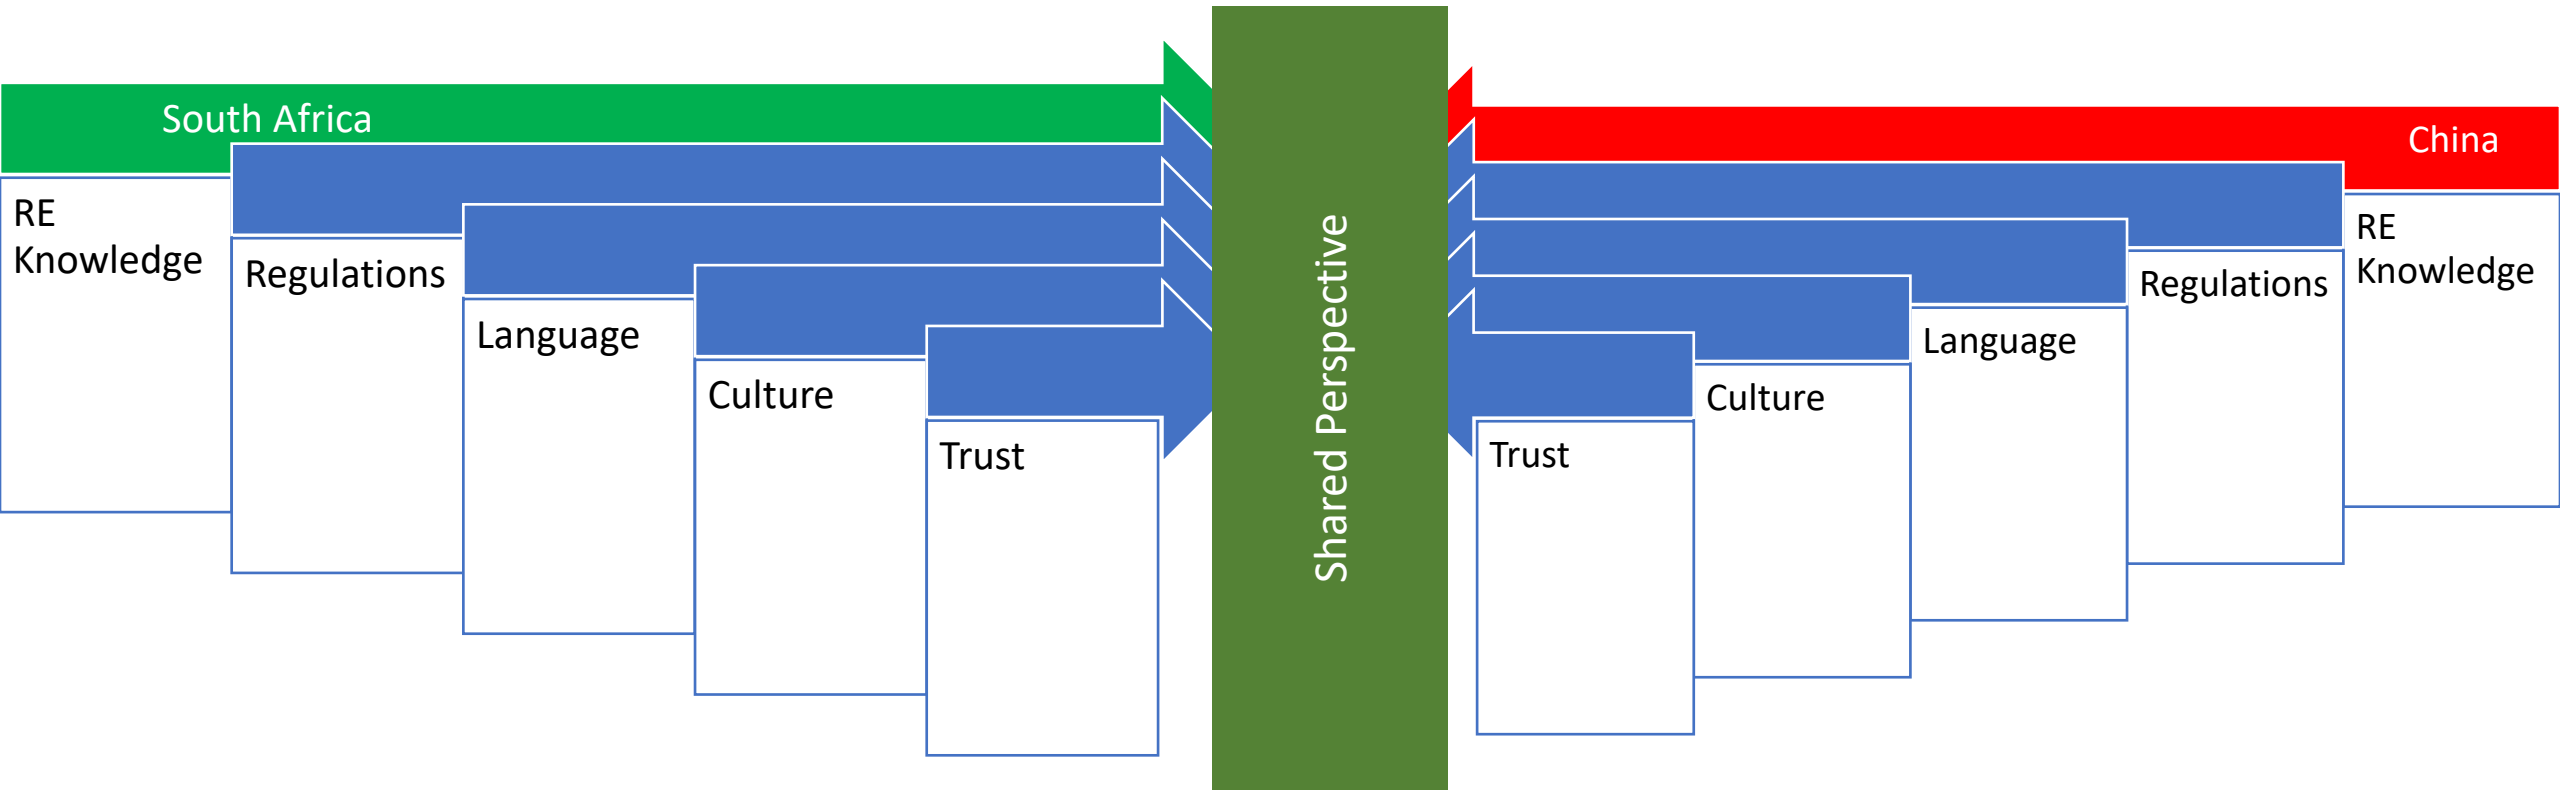 South Africa
RE
Knowledge
Regulations
Language
Culture
Trust
Shared Perspective
China
RE
Knowledge
Regulations
Language
Culture
Trust